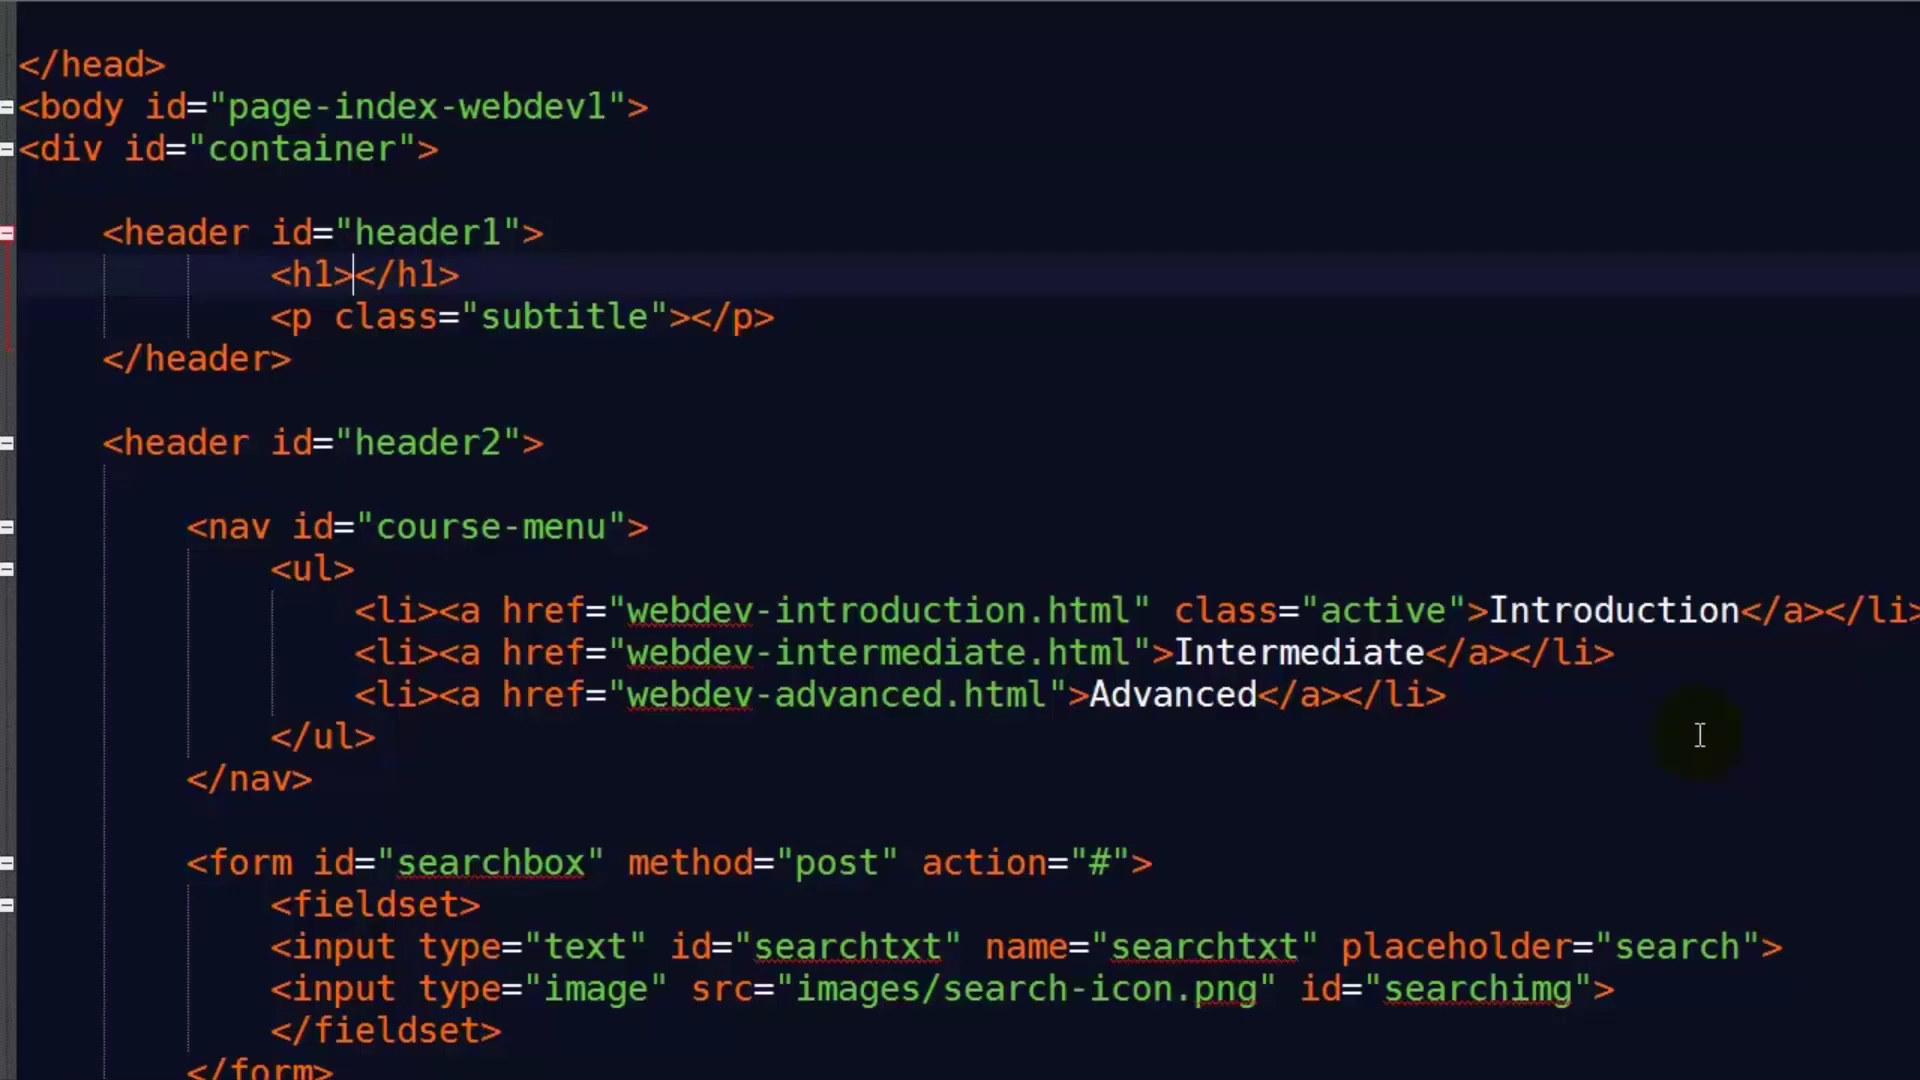 </head>
<body id="page-index-webdev1">
<div id="container">
<header id="header1">
<h1></h1>
<p class="subtitle"></p>
</header>
<header id="header2">
<nav id="course-menu">
<ul>
<li><a href="webdev-introduction.html" class="active">Introduction</a></li>
<li><a href="webdev-intermediate.html">Intermediate</a></li>
<li><a href="webdev-advanced.html">Advanced</a></li>
</ul>
</nav>
<form id="searchbox" method="post" action="#">
<fieldset>
<input type="text" id="searchtxt" name="searchtxt" placeholder="search">
<input type="image" src="images/search-icon.png" id="searchimg">
</fieldset>
</form>